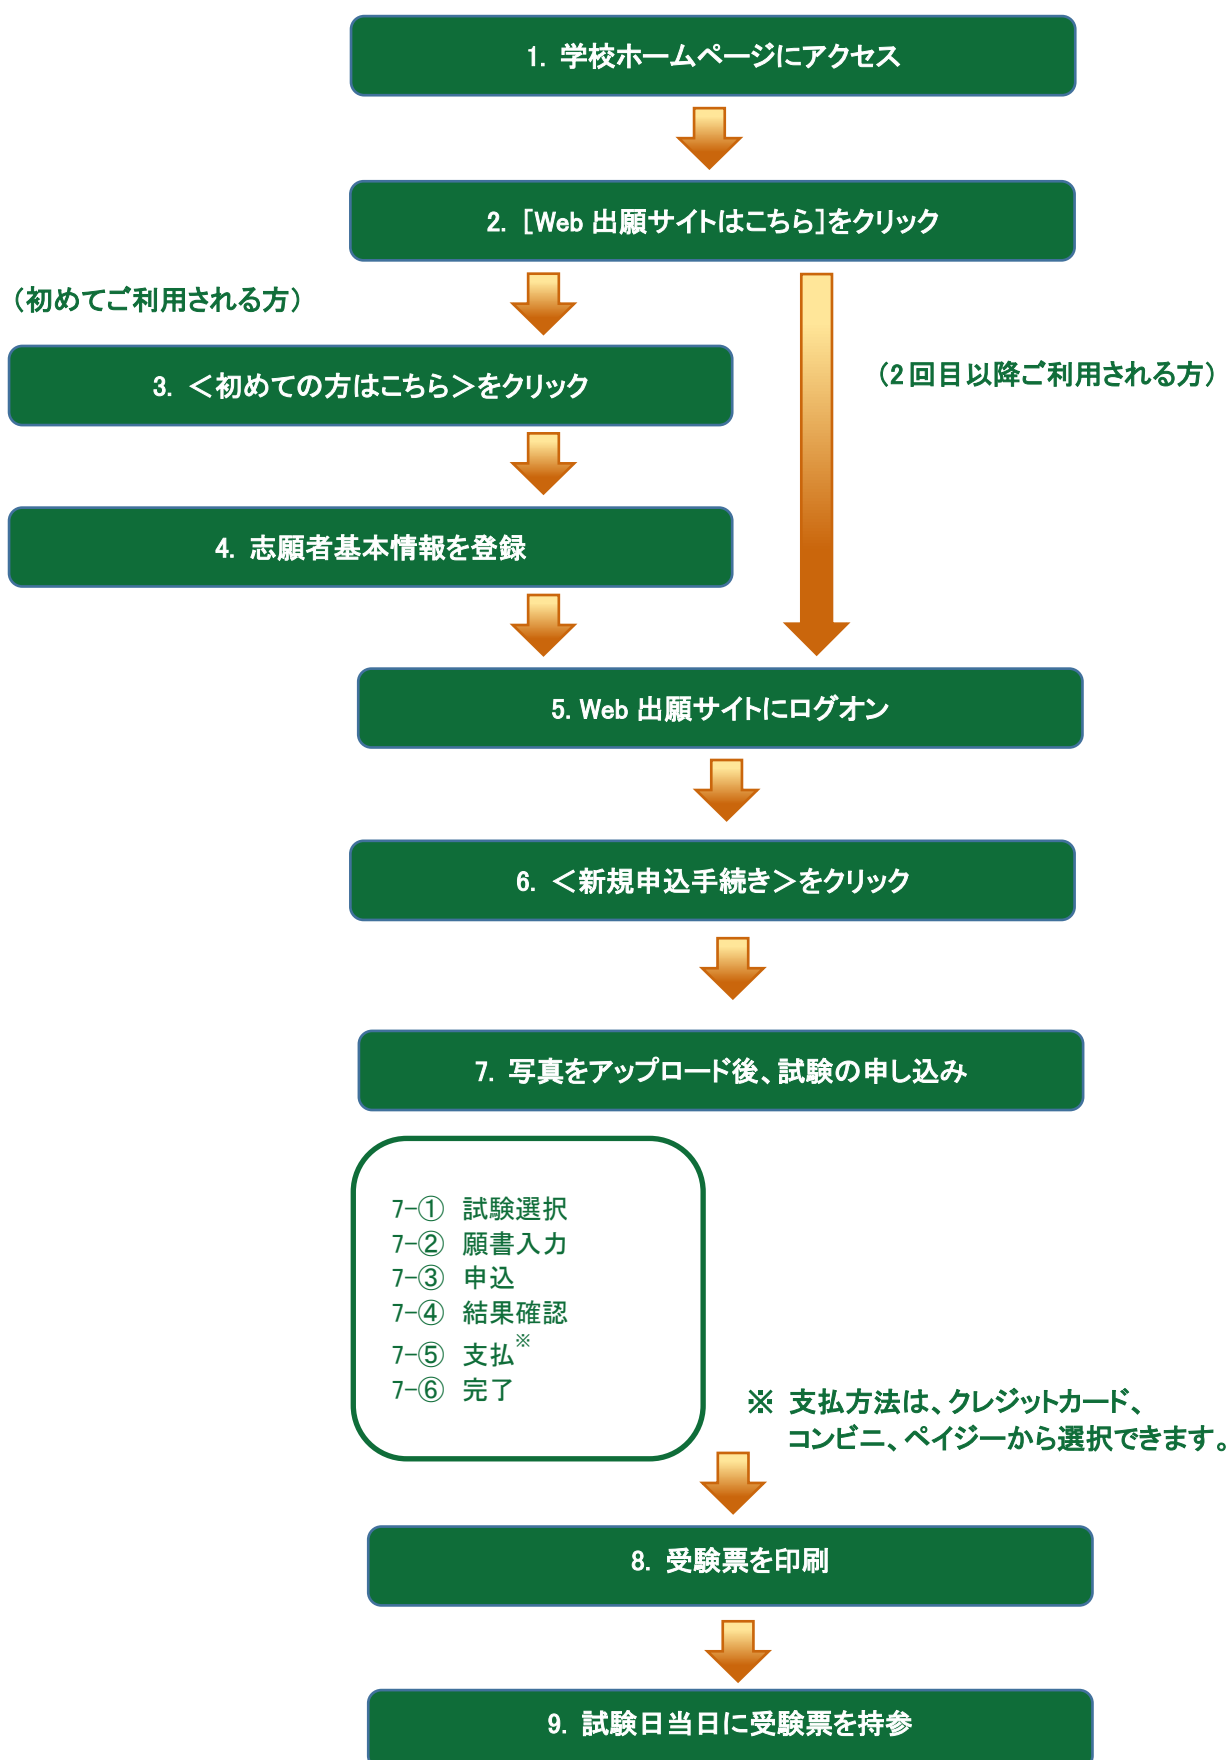 1. 学校ホームページにアクセス
2. [Web 出願サイトはこちら]をクリック
(初めてご利用される方)
3. <初めての方はこちら>をクリック
(2回目以降ご利用される方)
4. 志願者基本情報を登録
5. Web 出願サイトにログオン
6. <新規申込手続き>をクリック
7. 写真をアップロード後、試験の申し込み
7-① 試験選択
7-② 願書入力
7-③ 申込
7-④ 結果確認
7-⑤ 支払※
7-⑥ 完了
※ 支払方法は、クレジットカード、
コンビニ、ペイジーから選択できます。
8. 受験票を印刷
9. 試験日当日に受験票を持参